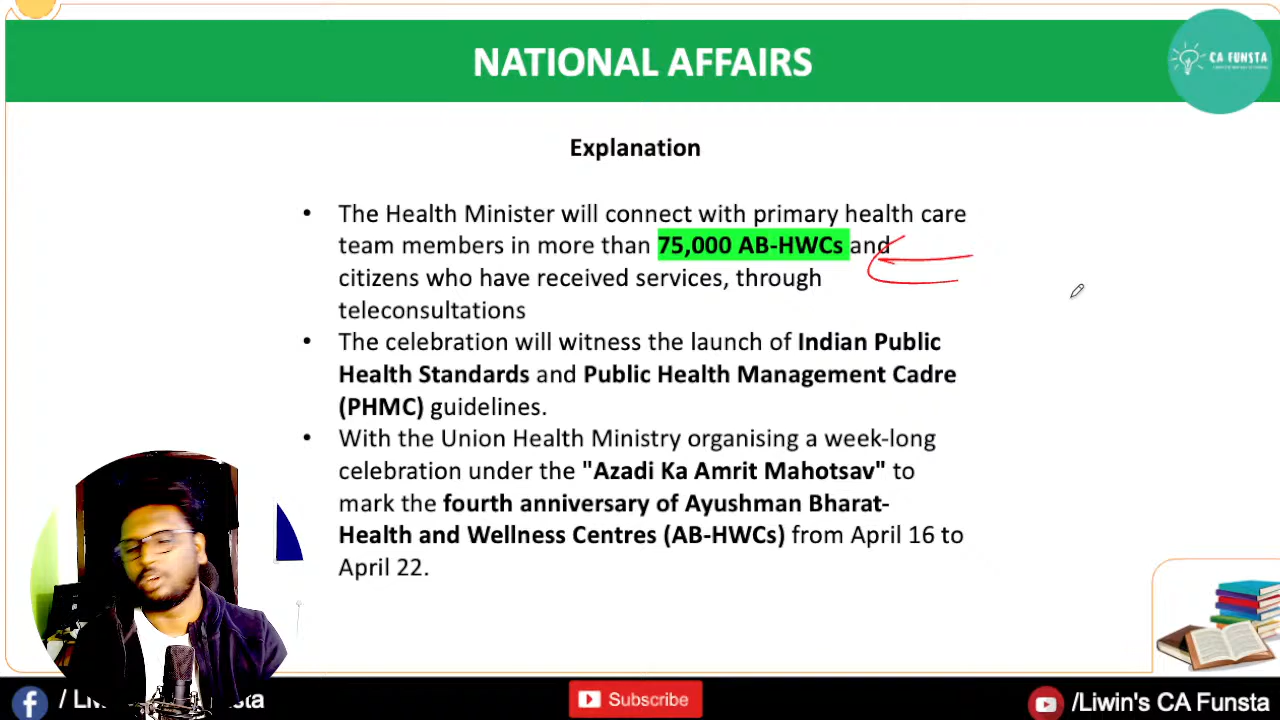 NATIONAL AFFAIRS
CA FUNSTA
Explanation
• The Health Minister will connect with primary health care
team members in more than 75,000 AB-HWCs and
citizens who have received services, through
teleconsultations
• The celebration will witness the launch of Indian Public
Health Standards and Public Health Management Cadre
(PHMC) guidelines.
• With the Union Health Ministry organising a week-long
celebration under the "Azadi Ka Amrit Mahotsav" to
mark the fourth anniversary of Ayushman Bharat-
Health and Wellness Centres (AB-HWCs) from April 16 to
April 22.
Funsta
Subscribe
/Liwin's CA Funsta